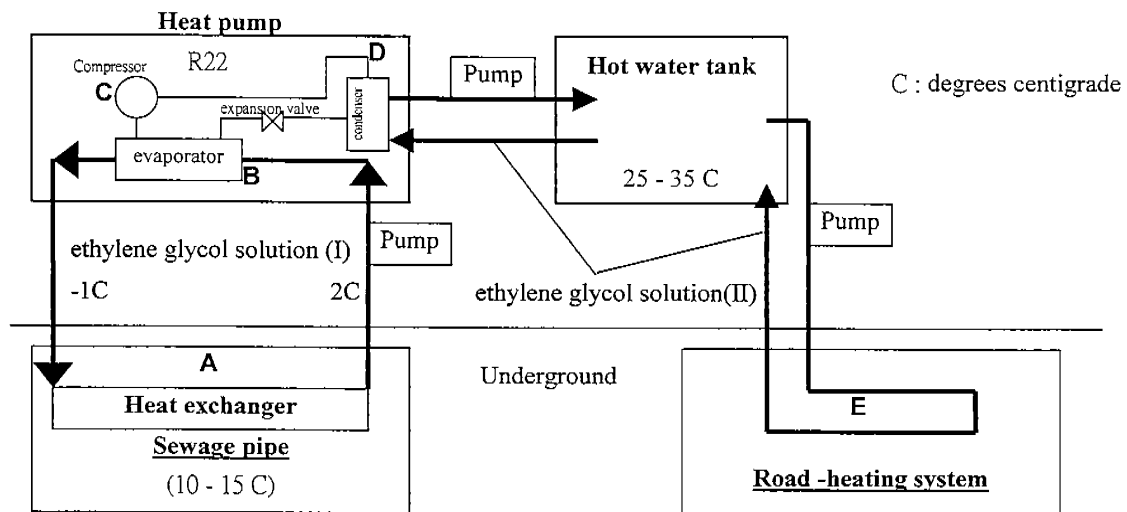 Heat pump
Compressor
R22
D
C
expansion valve
condenser
evaporator
B
Pump
Hot water tank
25 - 35 C
C : degrees centigrade
Pump
Pump
ethylene glycol solution (I)
-1C
2C
ethylene glycol solution(II)
A
Underground
Heat exchanger
E
Sewage pipe
(10 - 15 C)
Road -heating system